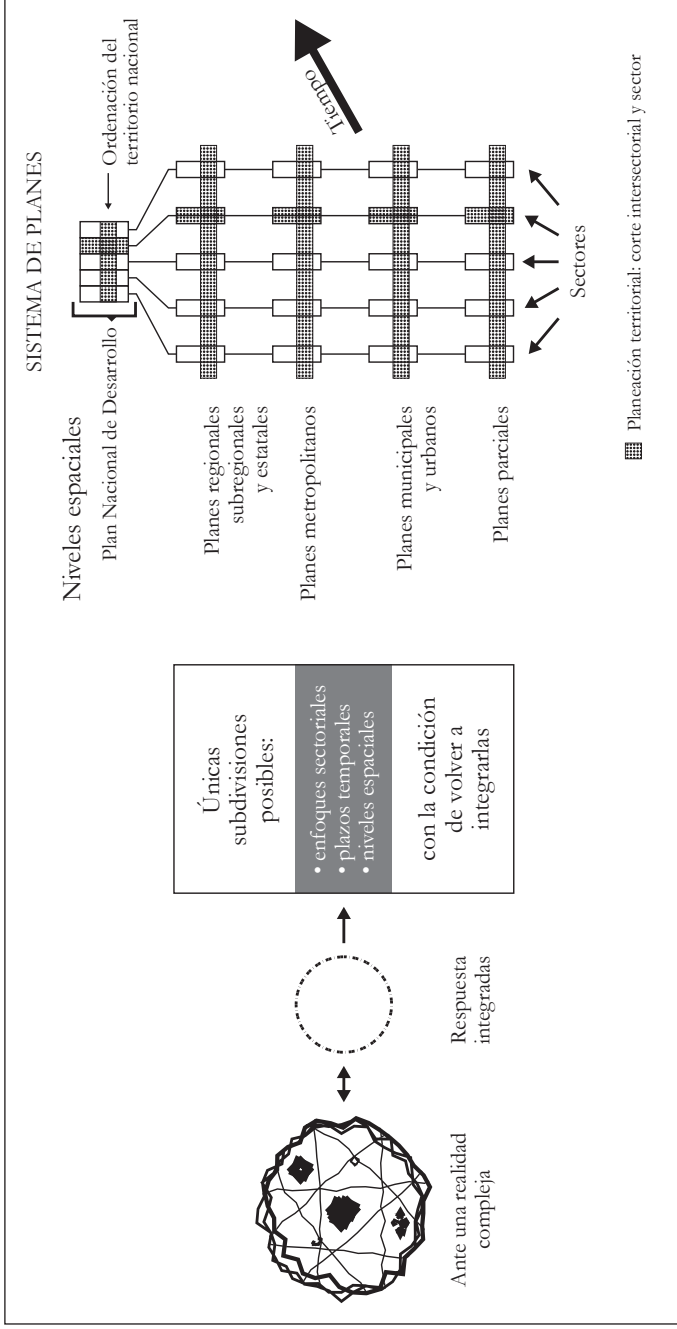 SISTEMA DE PLANES
Niveles espaciales
Plan Nacional de Desarrollo
Ordenación del
territorio nacional
Planes regionales
subregionales
y estatales
Planes metropolitanos
Planes municipales
y urbanos
Planes parciales
Tiempo
Sectores
Planeación territorial: corte intersectorial y sector
Únicas
subdivisiones
posibles:
• enfoques sectoriales
• plazos temporales
• niveles espaciales
con la condición
de volver a
integrarlas
Respuesta
integradas
Ante una realidad
compleja